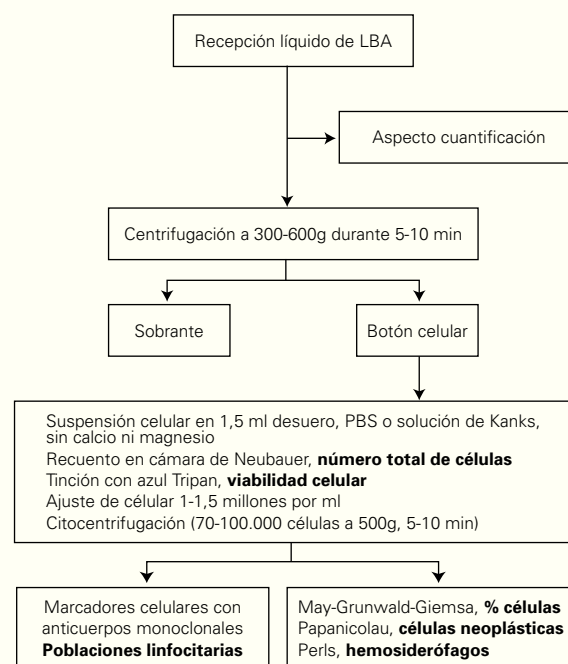 Recepción líquido de LBA
Aspecto cuantificación
Centrifugación a 300-600g durante 5-10 min
Sobrante
Botón celular
Suspensión celular en 1,5 ml desuero, PBS o solución de Kanks,
sin calcio ni magnesio
Recuento en cámara de Neubauer, número total de células
Tinción con azul Tripan, viabilidad celular
Ajuste de célular 1-1,5 millones por ml
Citocentrifugación (70-100.000 células a 500g, 5-10 min)
Marcadores celulares con
anticuerpos monoclonales
Poblaciones linfocitarias
May-Grunwald-Giemsa, % células
Papanicolau, células neoplásticas
Perls, hemosiderófagos